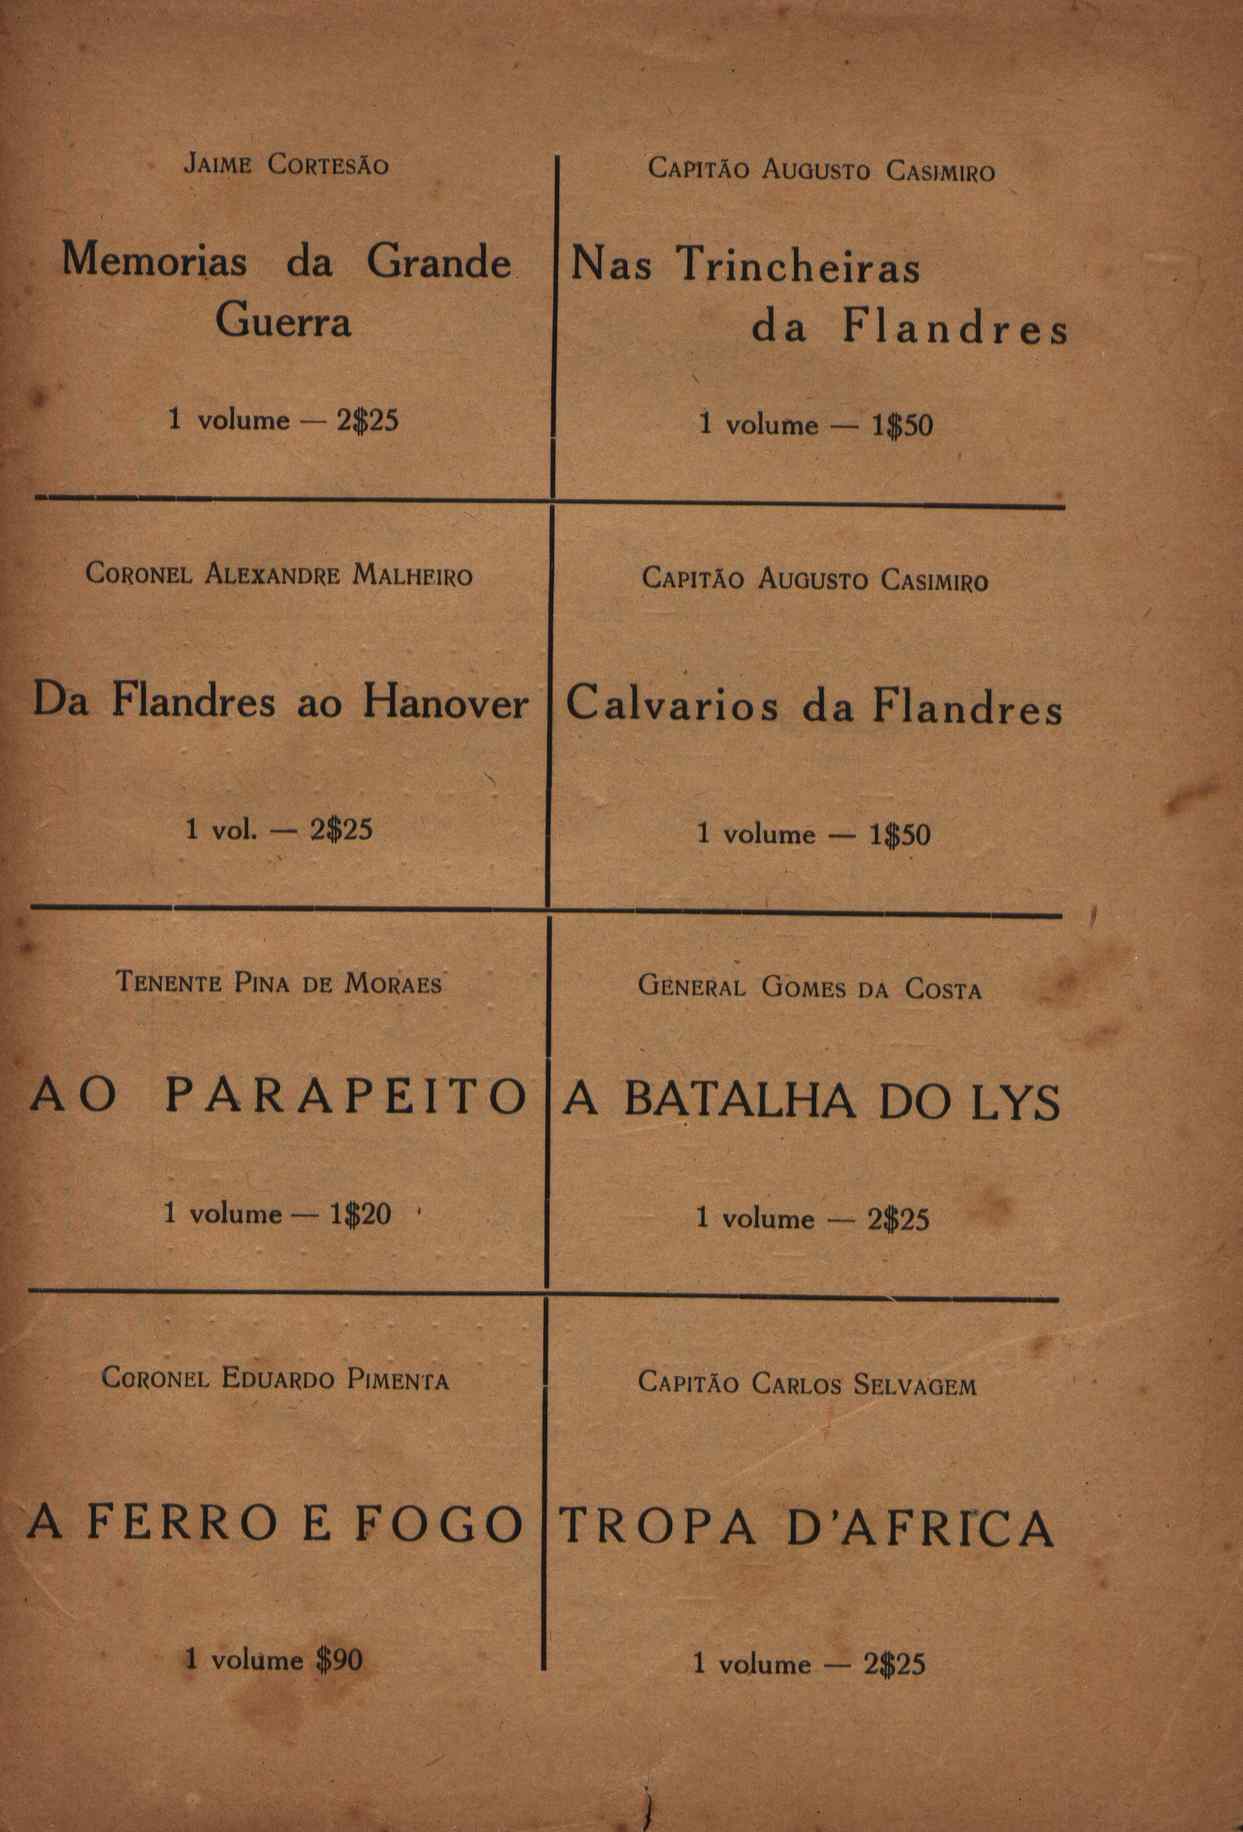 Jaime Cortesão
Memorias da Grande
Guerra
1 volume — 2$25
Capitão Augusto Casimiro
Nas Trincheiras
da Flandres
1 volume — 1$50
Coronel Alexandre Malheiro
Da Flandres ao Hanover
1 vol. — 2$25
Capitão Augusto Casimiro
Calvarios da Flandres
1 volume — 1$50
Tenente Pina de Moraes
AO PARAPEITO
1 volume — 1$20
General Gomes da Costa
A BATALHA DO LYS
1 volume — 2$25
Coronel Eduardo Pimenta
A FERRO E FOGO
1 volume $90
Capitão Carlos Selvagem
TROPA D'AFRICA
1 volume — 2$25